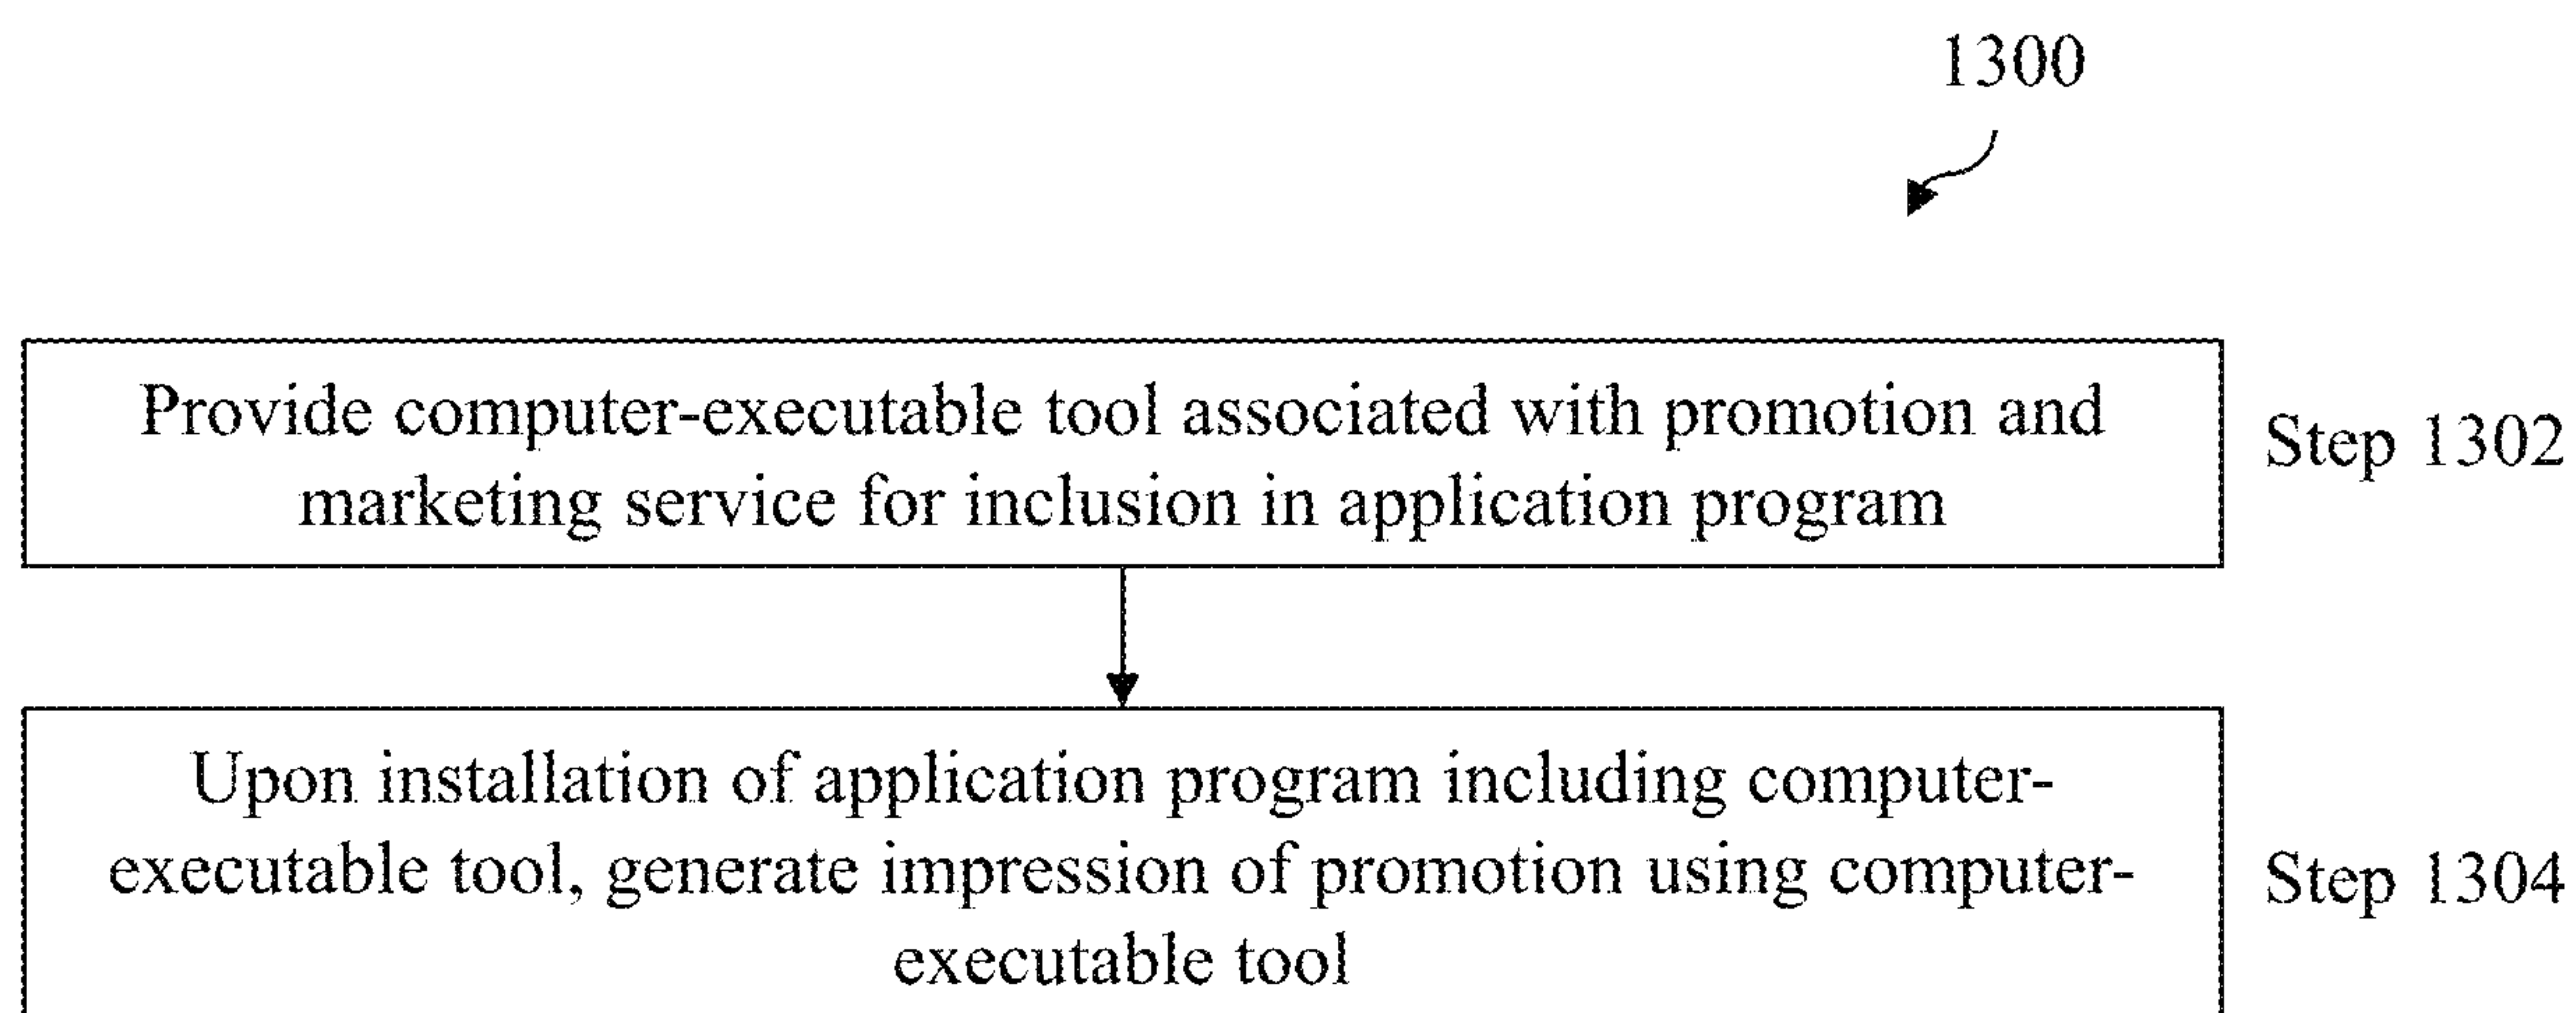 1300
Provide computer-executable tool associated with promotion and
marketing service for inclusion in application program
Step 1302
Upon installation of application program including computer-
executable tool, generate impression of promotion using computer-
executable tool
Step 1304